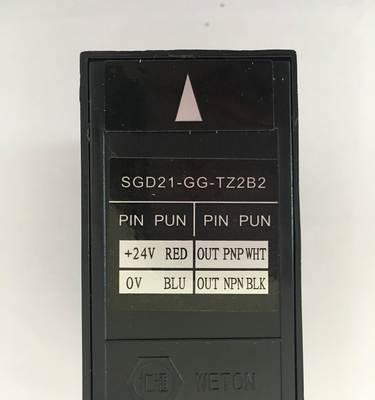 SGD21-GG-TZ2B2
PIN PUN PIN PUN
+24V RED OUT PNP WHT
0V BLU OUT NPN BLK
WETON